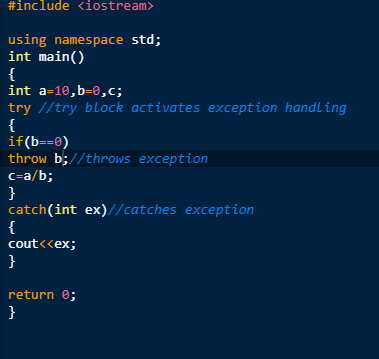 #include <iostream>
using namespace std;
int main()
{
int a=10,b=0,c;
try //try block activates exception handling
{
if(b==0)
throw b;//throws exception
c=a/b;
}
catch(int ex)//catches exception
{
cout<<ex;
}
return 0;
}